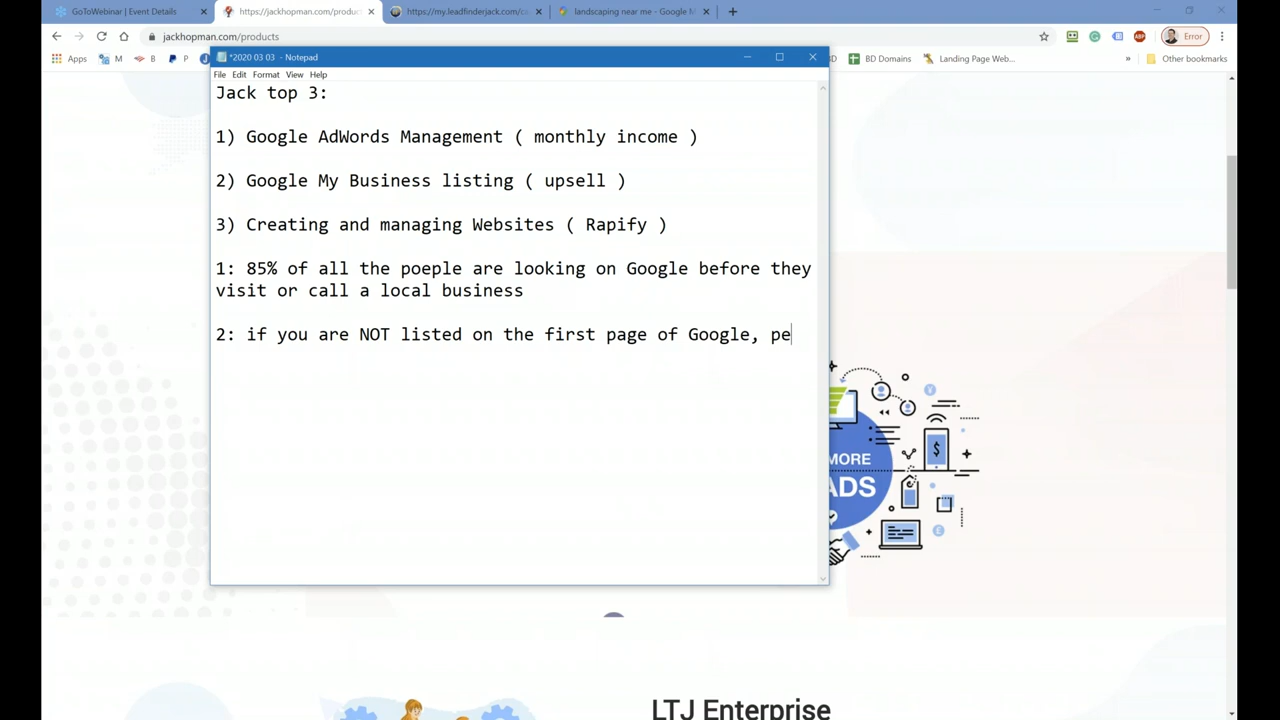 GoToWebinar | Event Details
https://jackhopman.com/produc
https://my.leadfinderjack.com/ca
landscaping near me - Google M
jackhopman.com/products
Error
Apps
M
B
P
J
D
BD Domains
Landing Page Web...
»
Other bookmarks
*2020 03 03 - Notepad
File Edit Format View Help
Jack top 3:
1) Google AdWords Management ( monthly income )
2) Google My Business listing ( upsell )
3) Creating and managing Websites ( Rapify )
1: 85% of all the poeple are looking on Google before they
visit or call a local business
2: if you are NOT listed on the first page of Google, pe
MORE
ADS
LTJ Enterprise